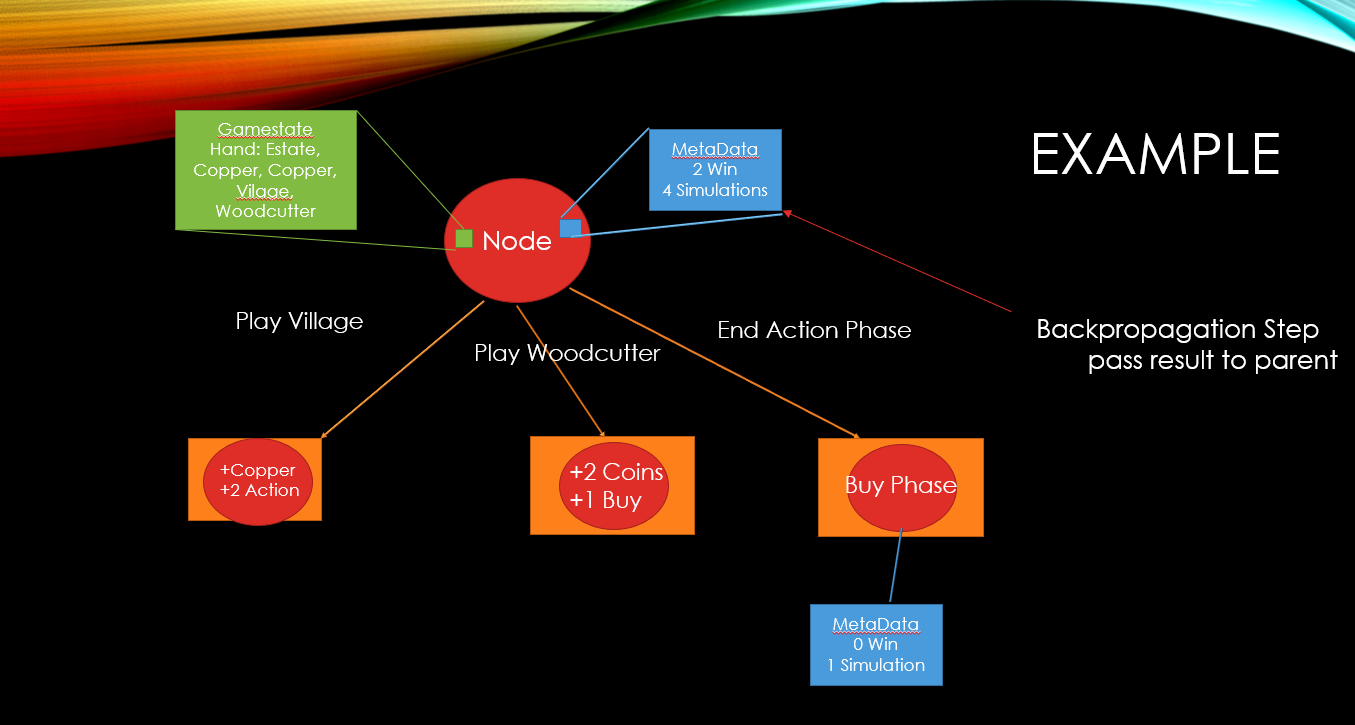 EXAMPLE
Gamestate
Hand: Estate,
Copper, Copper,
Vilage,
Woodcutter
MetaData
2 Win
4 Simulations
Node
Backpropagation Step
pass result to parent
Play Village
Play Woodcutter
End Action Phase
+Copper
+2 Action
+2 Coins
+1 Buy
Buy Phase
MetaData
0 Win
1 Simulation